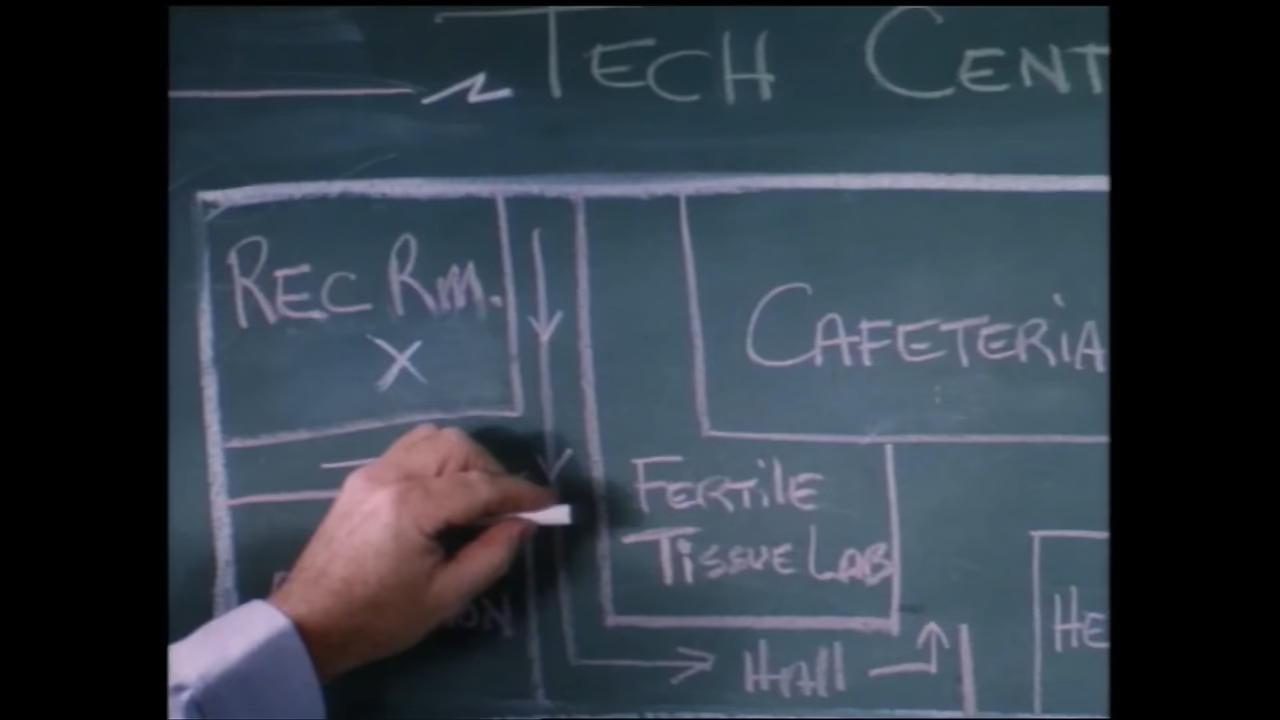 TECH CENT
REC RM.
X
CAFETERIA
FERTILE
TISSUE LAB
HE
HALL